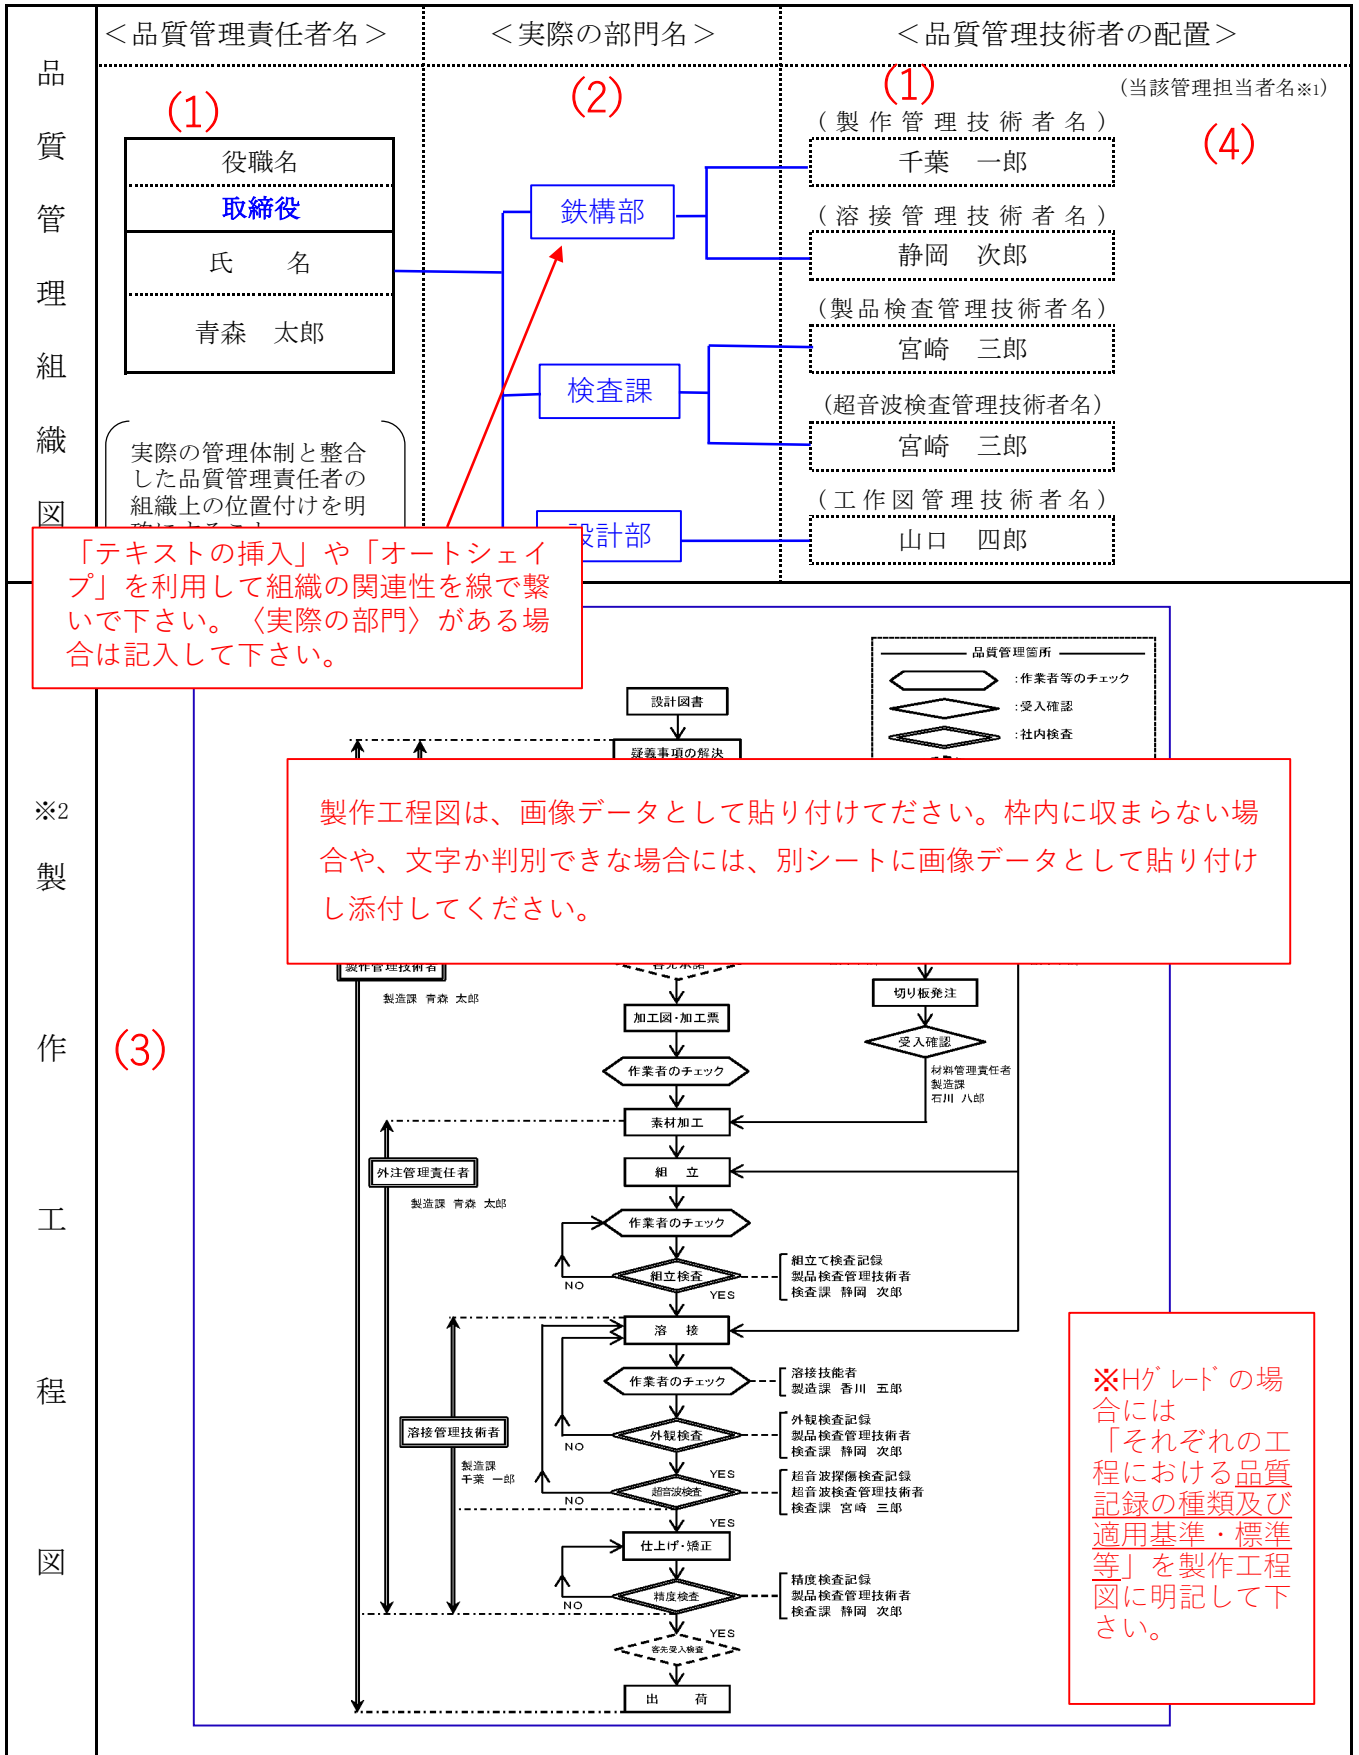 ＜品質管理責任者名＞
＜実際の部門名＞
＜品質管理技術者の配置＞
品質管理組織図
(1)
(2)
(1)
(当該管理担当者名※1)
(4)
役職名
取締役
氏　名
青森　太郎
実際の管理体制と整合
した品質管理責任者の
組織上の位置付けを明
鉄構部
検査課
設計部
(製作管理技術者名)
千葉　一郎
(溶接管理技術者名)
静岡　次郎
(製品検査管理技術者名)
宮崎　三郎
(超音波検査管理技術者名)
宮崎　三郎
(工作図管理技術者名)
山口　四郎
「テキストの挿入」や「オートシェイ
プ」を利用して組織の関連性を線で繋
いで下さい。〈実際の部門〉がある場
合は記入して下さい。
※2
製作工程図
(3)
品質管理箇所
:作業者等のチェック
:受入確認
:社内検査
設計図書
疑義事項の解決
製作工程図は、画像データとして貼り付けてださい。枠内に収まらない場
合や、文字か判別できな場合には、別シートに画像データとして貼り付け
し添付してください。
製作管理技術者
製造課 青森 太郎
客先承認
加工図･加工票
作業者のチェック
切り板発注
受入確認
材料管理責任者
製造課
石川 八郎
素材加工
外注管理責任者
製造課 青森 太郎
組　立
作業者のチェック
組立検査
NO
YES
組立て検査記録
製品検査管理技術者
検査課 静岡 次郎
溶　接
作業者のチェック
溶接技能者
製造課 香川 五郎
溶接管理技術者
製造課
千葉 一郎
外観検査
NO
YES
外観検査記録
製品検査管理技術者
検査課 静岡 次郎
超音波検査
NO
YES
超音波探傷検査記録
超音波検査管理技術者
検査課 宮崎 三郎
仕上げ･矯正
精度検査
NO
YES
精度検査記録
製品検査管理技術者
検査課 静岡 次郎
客先受入検査
出　荷
※Hｸﾞﾚｰﾄﾞの場
合には
「それぞれの工
程における品質
記録の種類及び
適用基準・標準
等」を製作工程
図に明記して下
さい。